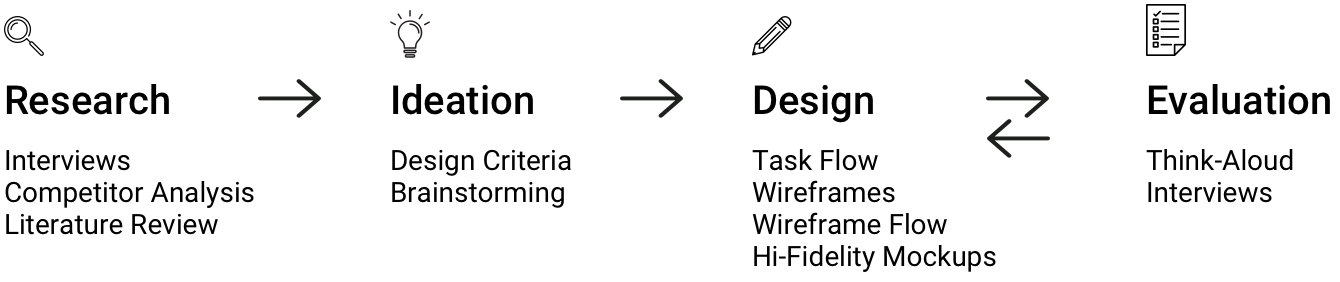 Research
Interviews
Competitor Analysis
Literature Review
Ideation
Design Criteria
Brainstorming
Design
Task Flow
Wireframes
Wireframe Flow
Hi-Fidelity Mockups
Evaluation
Think-Aloud
Interviews